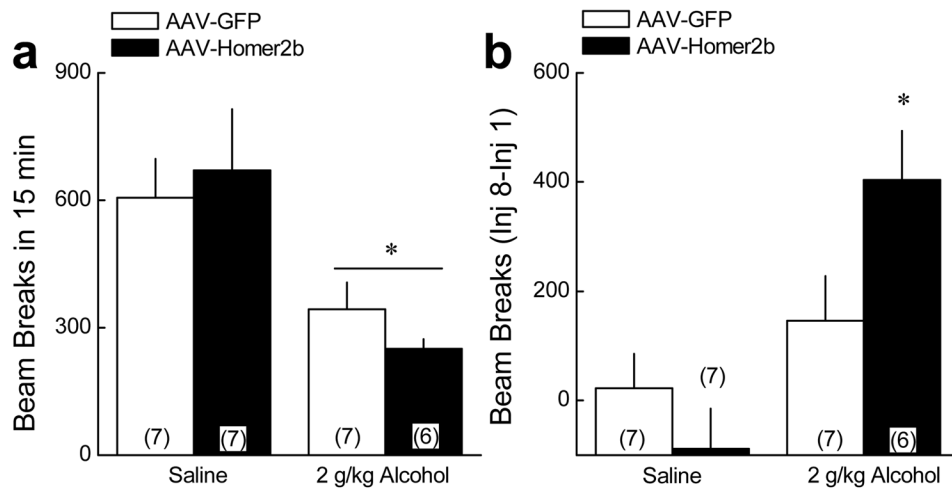 a
AAV-GFP
AAV-Homer2b
Beam Breaks in 15 min
900
600
300
0
*
(7)
(7)
(7)
(6)
Saline
2 g/kg Alcohol
b
AAV-GFP
AAV-Homer2b
Beam Breaks (Inj 8-Inj 1)
600
400
200
0
*
(7)
(7)
(7)
(6)
Saline
2 g/kg Alcohol